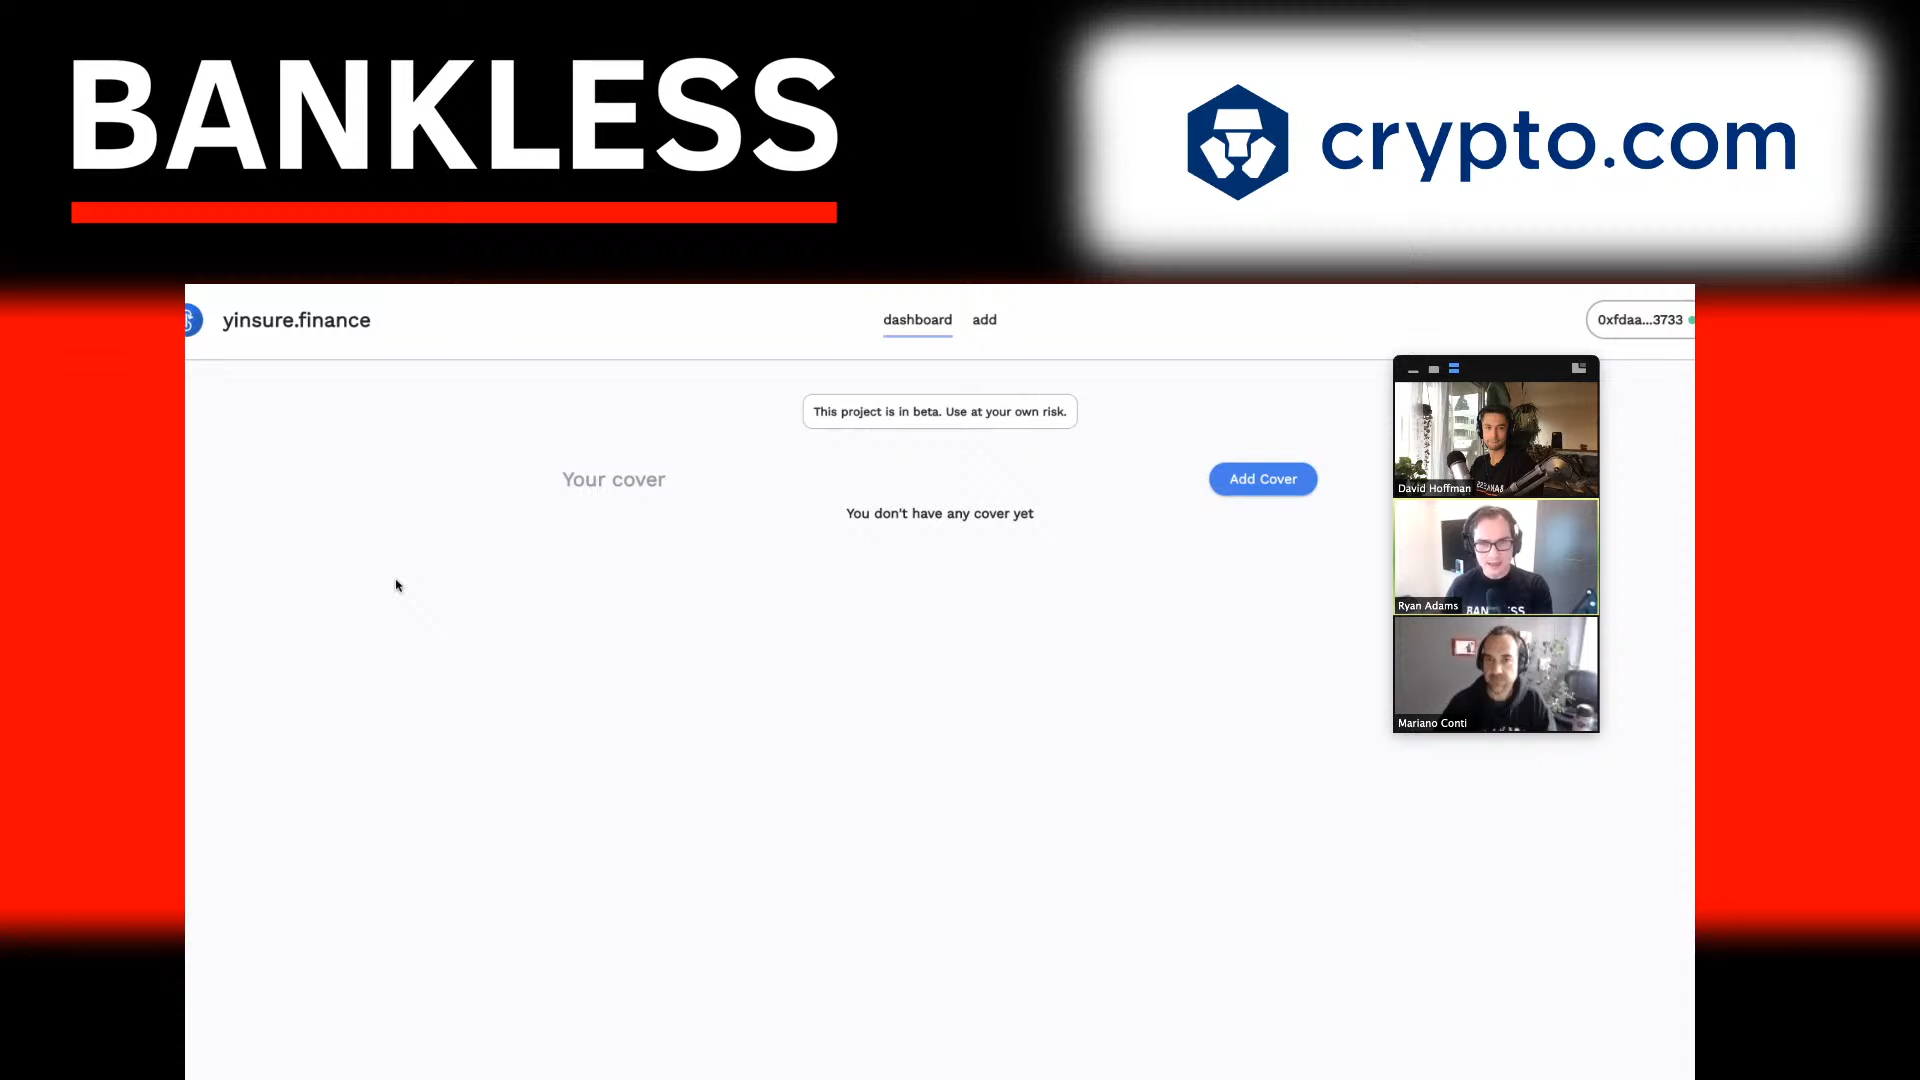 BANKLESS
crypto.com
yinsure.finance
dashboard
add
0xfdaa...3733
This project is in beta. Use at your own risk.
Your cover
Add Cover
You don't have any cover yet
David Hoffman
Ryan Adams
Mariano Conti